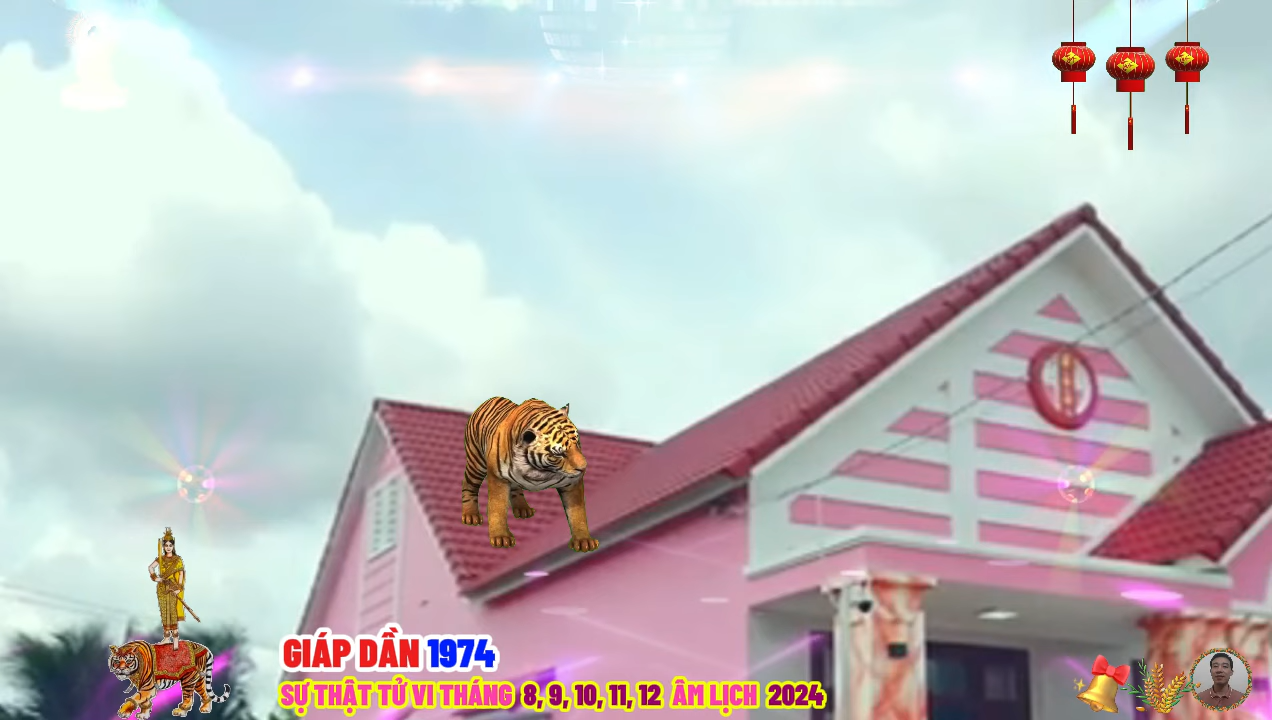 GIÁP DẦN 1974
SỰ THẬT TỬ VI THÁNG 8, 9, 10, 11, 12 ÂM LỊCH 2024